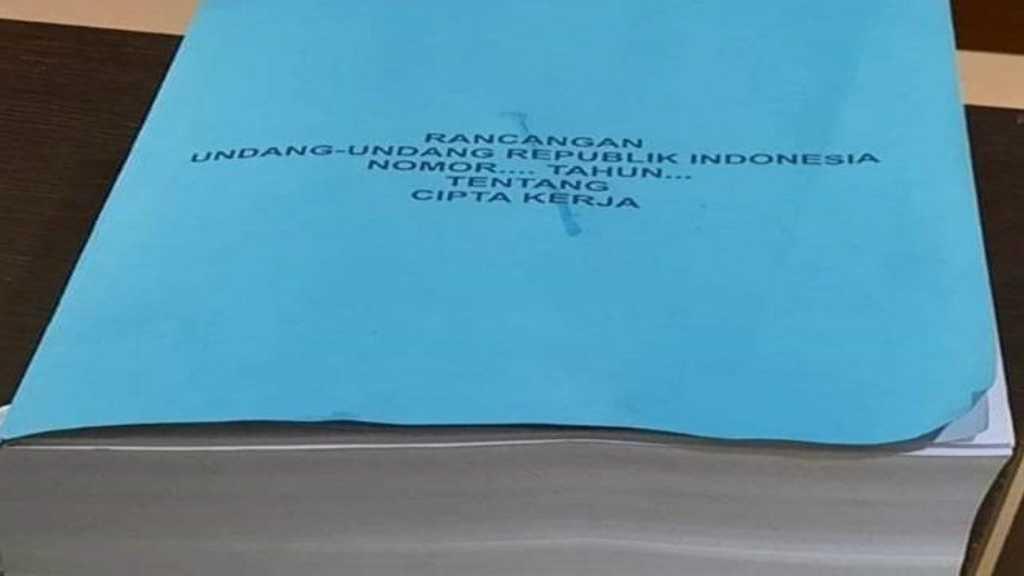 RANCANGAN
UNDANG-UNDANG REPUBLIK INDONESIA
NOMOR.... TAHUN...
TENTANG
CIPTA KERJA